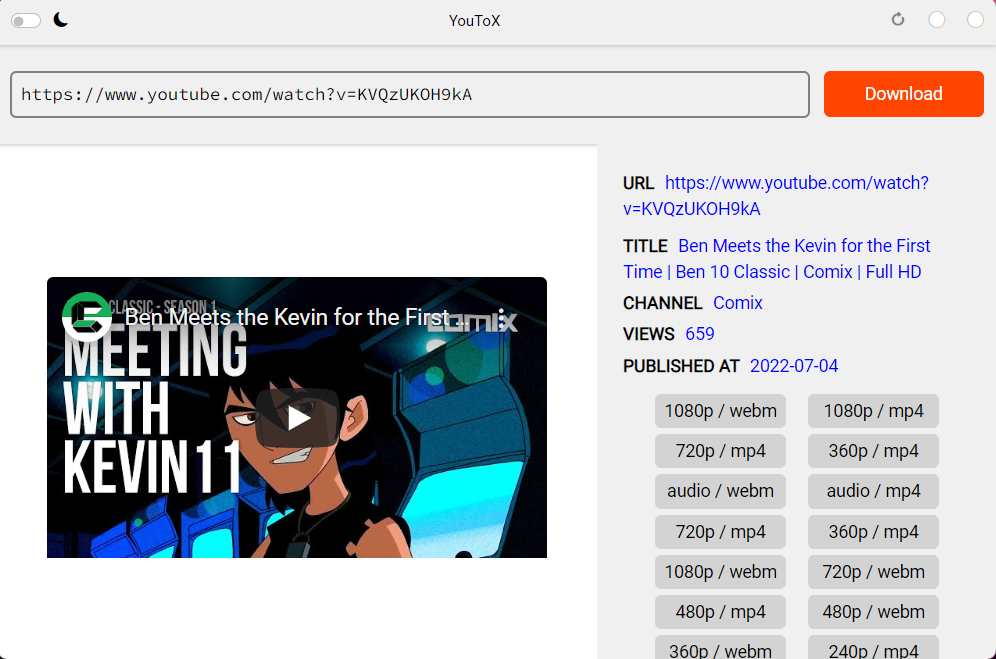 YouToX
https://www.youtube.com/watch?v=KVQzUKOH9kA
Download
CLASSIC - SEASON 1
Ben Meets the Kevin for the First ...
comix
MEETING
WITH
KEVIN 11
URL https://www.youtube.com/watch?
v=KVQzUKOH9kA
TITLE Ben Meets the Kevin for the First
Time | Ben 10 Classic | Comix | Full HD
CHANNEL Comix
VIEWS 659
PUBLISHED AT 2022-07-04
1080p / webm 1080p / mp4
720p / mp4 360p / mp4
audio / webm audio / mp4
720p / mp4 360p / mp4
1080p / webm 720p / webm
480p / mp4 480p / webm
360p / webm 240p / mp4